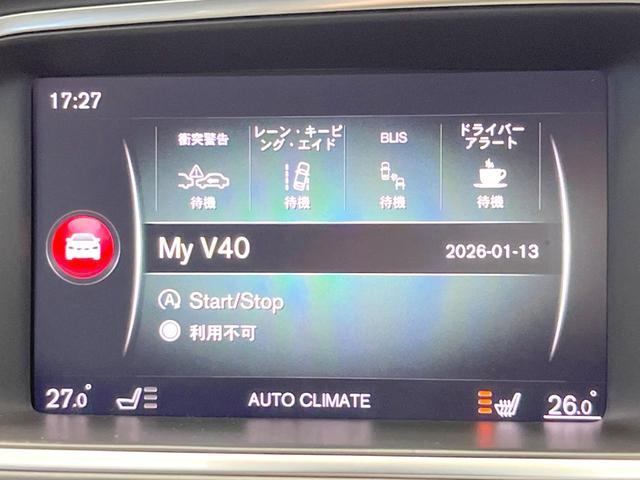 17:27
衝突警告
レーン・キーピ
ング・エイド
BLIS
ドライバー
アラート
待機
待機
待機
待機
My V40
2026-01-13
Start/Stop
利用不可
27.0°
AUTO CLIMATE
26.0°